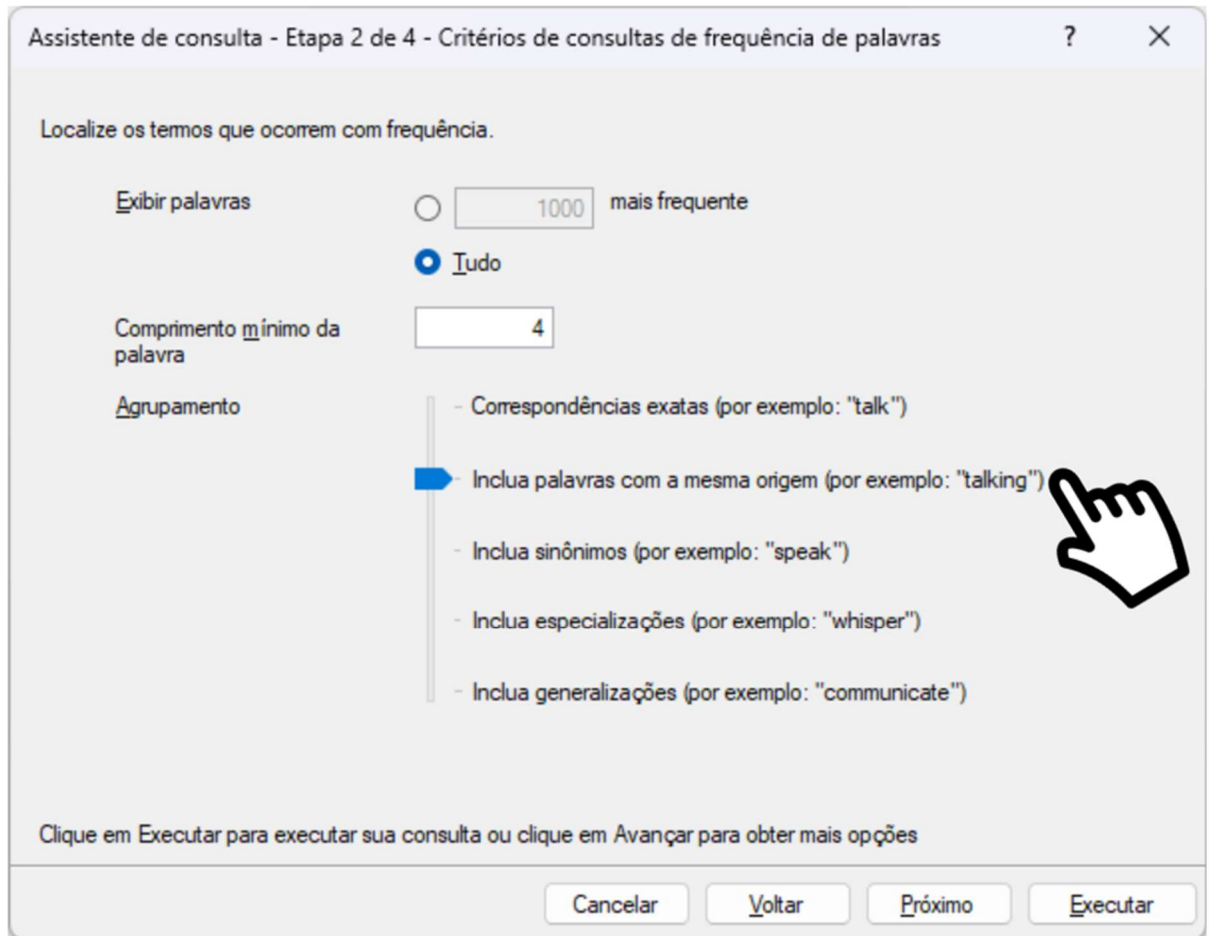 Assistente de consulta - Etapa 2 de 4 - Critérios de consultas de frequência de palavras ?
Localize os termos que ocorrem com frequência.
Exibir palavras 1000 mais frequente
Tudo
Comprimento mínimo da 4
palavra
Agrupamento - Correspondências exatas (por exemplo: "talk")
- Inclua palavras com a mesma origem (por exemplo: "talking")
- Inclua sinônimos (por exemplo: "speak")
- Inclua especializações (por exemplo: "whisper")
- Inclua generalizações (por exemplo: "communicate")
Clique em Executar para executar sua consulta ou clique em Avançar para obter mais opções
Cancelar Voltar Próximo Executar